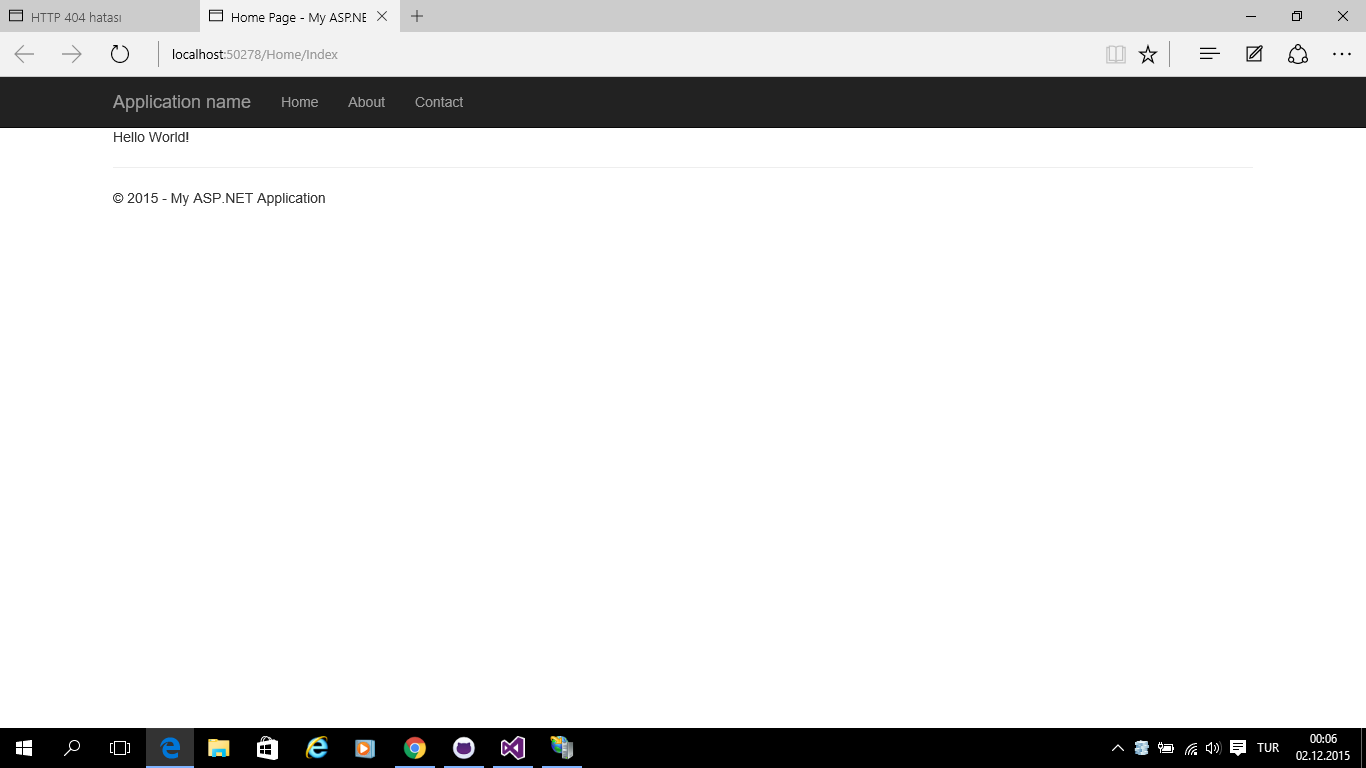 HTTP 404 hatası
Home Page - My ASP.NE
localhost:50278/Home/Index
Application name Home About Contact
Hello World!
© 2015 - My ASP.NET Application
TUR
00:06
02.12.2015